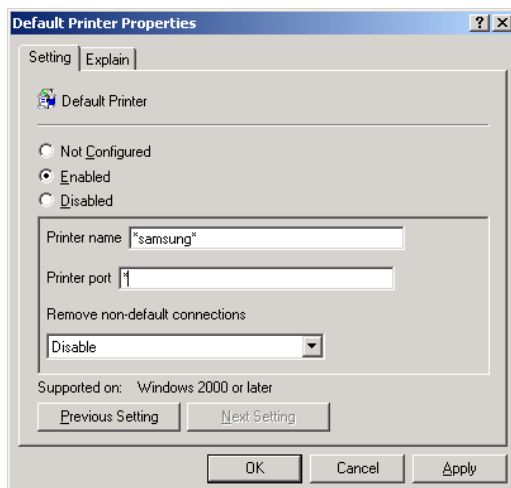 Default Printer Properties
Setting Explain
Default Printer
Not Configured
Enabled
Disabled
Printer name *samsung*
Printer port *
Remove non-default connections
Disable
Supported on: Windows 2000 or later
Previous Setting Next Setting
OK Cancel Apply